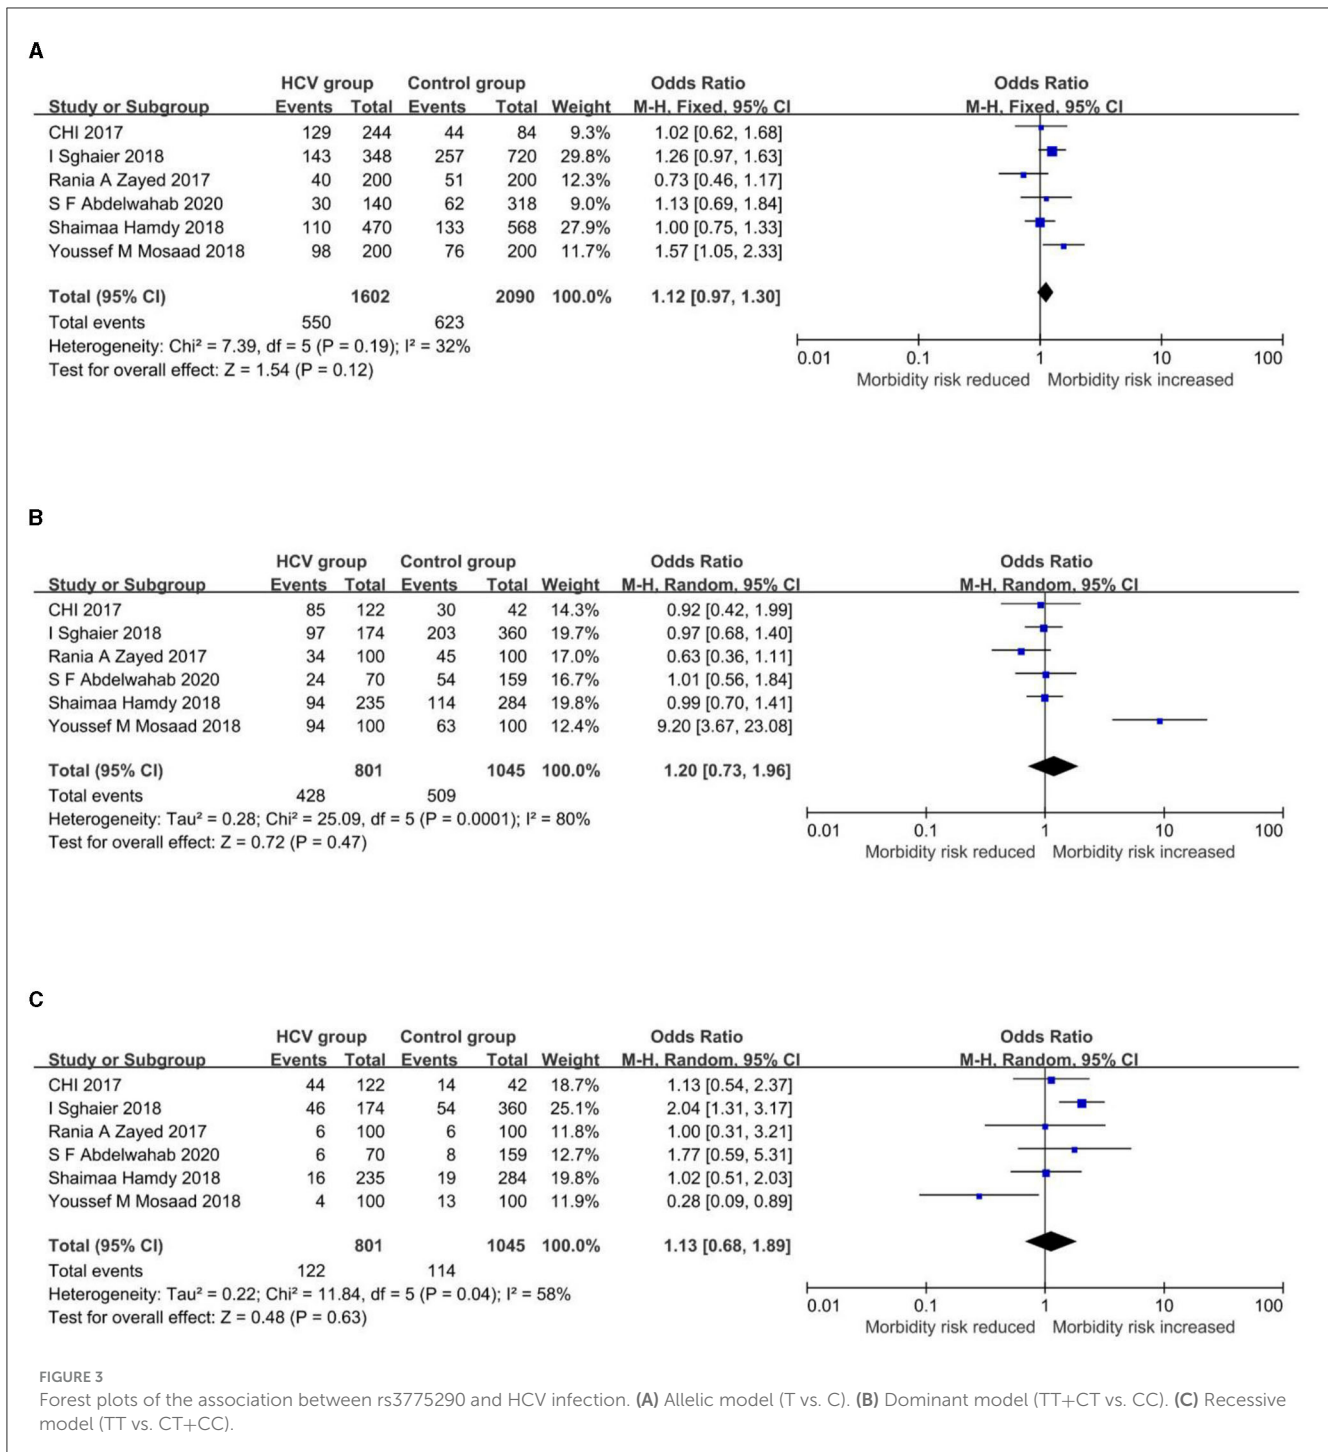 A
HCV group Control group Odds Ratio Odds Ratio
Study or Subgroup Events Total Events Total Weight M-H, Fixed, 95% CI M-H, Fixed, 95% CI
CHI 2017 129 244 44 84 9.3% 1.02 [0.62, 1.68]
I Sghaier 2018 143 348 257 720 29.8% 1.26 [0.97, 1.63]
Rania A Zayed 2017 40 200 51 200 12.3% 0.73 [0.46, 1.17]
S F Abdelwahab 2020 30 140 62 318 9.0% 1.13 [0.69, 1.84]
Shaimaa Hamdy 2018 110 470 133 568 27.9% 1.00 [0.75, 1.33]
Youssef M Mosaad 2018 98 200 76 200 11.7% 1.57 [1.05, 2.33]
Total (95% CI) 1602 2090 100.0% 1.12 [0.97, 1.30]
Total events 550 623
Heterogeneity: Chi² = 7.39, df = 5 (P = 0.19); I² = 32%
Test for overall effect: Z = 1.54 (P = 0.12)
0.01 0.1 1 10 100
Morbidity risk reduced Morbidity risk increased
B
HCV group Control group Odds Ratio Odds Ratio
Study or Subgroup Events Total Events Total Weight M-H, Random, 95% CI M-H, Random, 95% CI
CHI 2017 85 122 30 42 14.3% 0.92 [0.42, 1.99]
I Sghaier 2018 97 174 203 360 19.7% 0.97 [0.68, 1.40]
Rania A Zayed 2017 34 100 45 100 17.0% 0.63 [0.36, 1.11]
S F Abdelwahab 2020 24 70 54 159 16.7% 1.01 [0.56, 1.84]
Shaimaa Hamdy 2018 94 235 114 284 19.8% 0.99 [0.70, 1.41]
Youssef M Mosaad 2018 94 100 63 100 12.4% 9.20 [3.67, 23.08]
Total (95% CI) 801 1045 100.0% 1.20 [0.73, 1.96]
Total events 428 509
Heterogeneity: Tau² = 0.28; Chi² = 25.09, df = 5 (P = 0.0001); I² = 80%
Test for overall effect: Z = 0.72 (P = 0.47)
0.01 0.1 1 10 100
Morbidity risk reduced Morbidity risk increased
C
HCV group Control group Odds Ratio Odds Ratio
Study or Subgroup Events Total Events Total Weight M-H, Random, 95% CI M-H, Random, 95% CI
CHI 2017 44 122 14 42 18.7% 1.13 [0.54, 2.37]
I Sghaier 2018 46 174 54 360 25.1% 2.04 [1.31, 3.17]
Rania A Zayed 2017 6 100 6 100 11.8% 1.00 [0.31, 3.21]
S F Abdelwahab 2020 6 70 8 159 12.7% 1.77 [0.59, 5.31]
Shaimaa Hamdy 2018 16 235 19 284 19.8% 1.02 [0.51, 2.03]
Youssef M Mosaad 2018 4 100 13 100 11.9% 0.28 [0.09, 0.89]
Total (95% CI) 801 1045 100.0% 1.13 [0.68, 1.89]
Total events 122 114
Heterogeneity: Tau² = 0.22; Chi² = 11.84, df = 5 (P = 0.04); I² = 58%
Test for overall effect: Z = 0.48 (P = 0.63)
0.01 0.1 1 10 100
Morbidity risk reduced Morbidity risk increased
FIGURE 3
Forest plots of the association between rs3775290 and HCV infection. (A) Allelic model (T vs. C). (B) Dominant model (TT+CT vs. CC). (C) Recessive
model (TT vs. CT+CC).